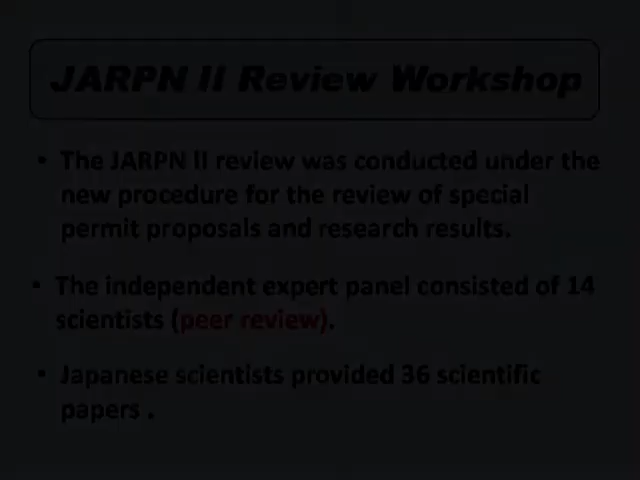 JARPN II Review Workshop
• The JARPN II review was conducted under the
new procedure for the review of special
permit proposals and research results.
• The independent expert panel consisted of 14
scientists (peer review).
• Japanese scientists provided 36 scientific
papers .